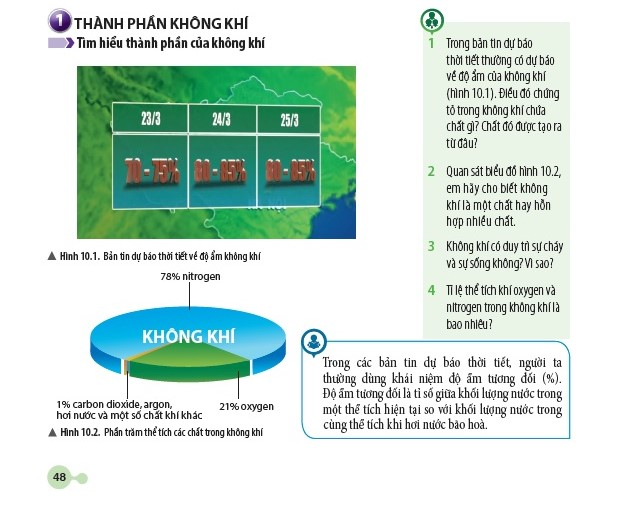 1 THÀNH PHẦN KHÔNG KHÍ
Tìm hiểu thành phần của không khí
23/3 24/3 25/3
70 - 75% 80 - 85% 80 - 85%
Hình 10.1. Bản tin dự báo thời tiết về độ ẩm không khí
78% nitrogen
KHÔNG KHÍ
1% carbon dioxide, argon,
hơi nước và một số chất khí khác
21% oxygen
Hình 10.2. Phần trăm thể tích các chất trong không khí
1 Trong bản tin dự báo
thời tiết thường có dự báo
về độ ẩm của không khí
(hình 10.1). Điều đó chứng
tỏ trong không khí chứa
chất gì? Chất đó được tạo ra
từ đâu?
2 Quan sát biểu đồ hình 10.2,
em hãy cho biết không
khí là một chất hay hỗn
hợp nhiều chất.
3 Không khí có duy trì sự cháy
và sự sống không? Vì sao?
4 Tỉ lệ thể tích khí oxygen và
nitrogen trong không khí là
bao nhiêu?
Trong các bản tin dự báo thời tiết, người ta
thường dùng khái niệm độ ẩm tương đối (%).
Độ ẩm tương đối là tỉ số giữa khối lượng nước trong
một thể tích hiện tại so với khối lượng nước trong
cùng thể tích khi hơi nước bão hoà.
48